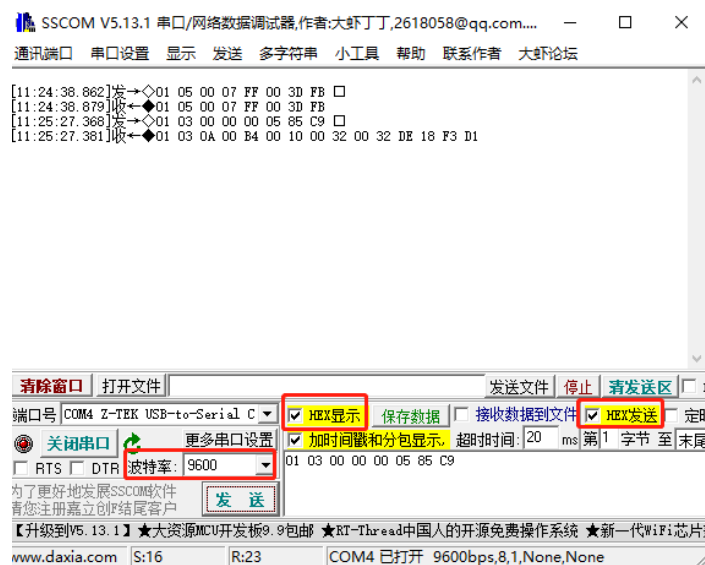 SSCOM V5.13.1 串口/网络数据调试器,作者:大虾丁丁,2618058@qq.com....
通讯端口 串口设置 显示 发送 多字符串 小工具 帮助 联系作者 大虾论坛
[11:24:38.862]发→◇01 05 00 07 FF 00 3D FB □
[11:24:38.879]收←◆01 05 00 07 FF 00 3D FB
[11:25:27.368]发→◇01 03 00 00 00 05 85 C9 □
[11:25:27.381]收←◆01 03 0A 00 B4 00 10 00 32 00 32 DE 18 F3 D1
清除窗口 打开文件 发送文件 停止 清发送区
端口号 COM4 Z-TEK USB-to-Serial C HEX显示 保存数据 接收数据到文件 HEX发送 定时
关闭串口 更多串口设置 加时间戳和分包显示, 超时时间: 20 ms 第1 字节 至 末尾
RTS DTR 波特率: 9600 01 03 00 00 00 05 85 C9
为了更好地发展SSCOM软件
请您注册嘉立创F结尾客户
发 送
【升级到V5.13.1】★大资源MCU开发板9.9包邮 ★RT-Thread中国人的开源免费操作系统 ★新一代WiFi芯片
www.daxia.com S:16 R:23 COM4 已打开 9600bps,8,1,None,None